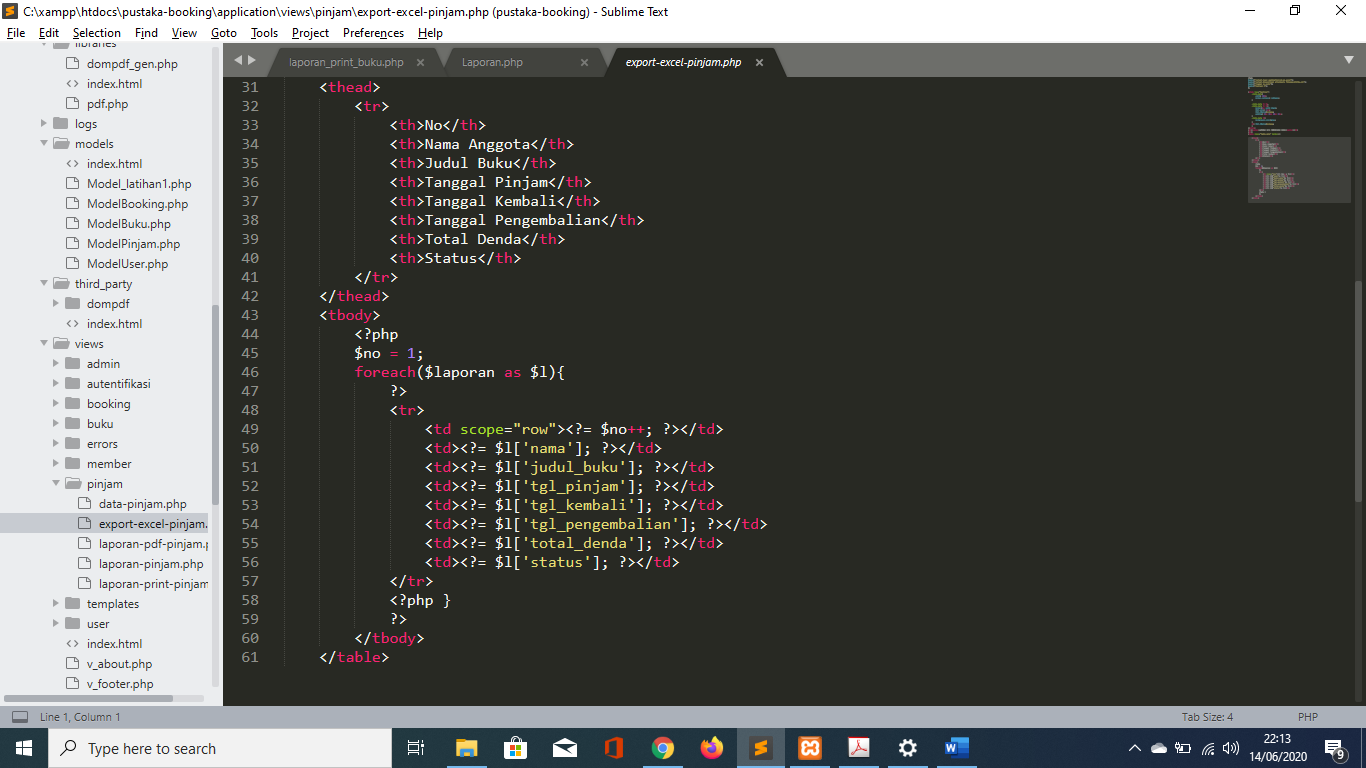 C:\xampp\htdocs\pustaka-booking\application\views\pinjam\export-excel-pinjam.php (pustaka-booking) - Sublime Text
File Edit Selection Find View Goto Tools Project Preferences Help
libraries
dompdf_gen.php
index.html
pdf.php
logs
models
index.html
Model_latihan1.php
ModelBooking.php
ModelBuku.php
ModelPinjam.php
ModelUser.php
third_party
dompdf
index.html
views
admin
autentifikasi
booking
buku
errors
member
pinjam
data-pinjam.php
export-excel-pinjam.
laporan-pdf-pinjam.p
laporan-pinjam.php
laporan-print-pinjam
templates
user
index.html
v_about.php
v_footer.php
laporan_print_buku.php Laporan.php export-excel-pinjam.php
31 <thead>
32 <tr>
33 <th>No</th>
34 <th>Nama Anggota</th>
35 <th>Judul Buku</th>
36 <th>Tanggal Pinjam</th>
37 <th>Tanggal Kembali</th>
38 <th>Tanggal Pengembalian</th>
39 <th>Total Denda</th>
40 <th>Status</th>
41 </tr>
42 </thead>
43 <tbody>
44 <?php
45 $no = 1;
46 foreach($laporan as $l){
47 ?>
48 <tr>
49 <td scope="row"><?= $no++; ?></td>
50 <td><?= $l['nama']; ?></td>
51 <td><?= $l['judul_buku']; ?></td>
52 <td><?= $l['tgl_pinjam']; ?></td>
53 <td><?= $l['tgl_kembali']; ?></td>
54 <td><?= $l['tgl_pengembalian']; ?></td>
55 <td><?= $l['total_denda']; ?></td>
56 <td><?= $l['status']; ?></td>
57 </tr>
58 <?php }
59 ?>
60 </tbody>
61 </table>
Line 1, Column 1 Tab Size: 4 PHP
Type here to search
22:13
14/06/2020
9